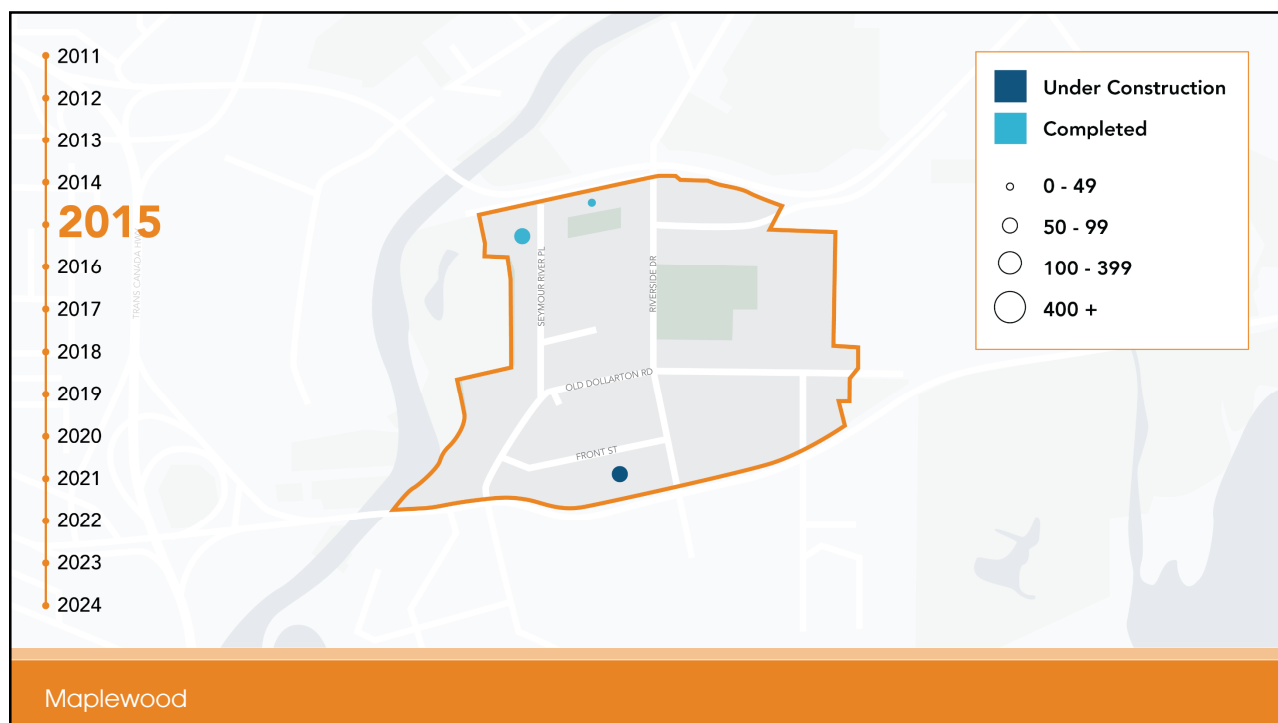 2011
2012
2013
2014
2015
2016
2017
2018
2019
2020
2021
2022
2023
2024
TRANS CANADA HWY
SEYMOUR RIVER PL
RIVERSIDE DR
OLD DOLLARTON RD
FRONT ST
Under Construction
Completed
0 - 49
50 - 99
100 - 399
400 +
Maplewood